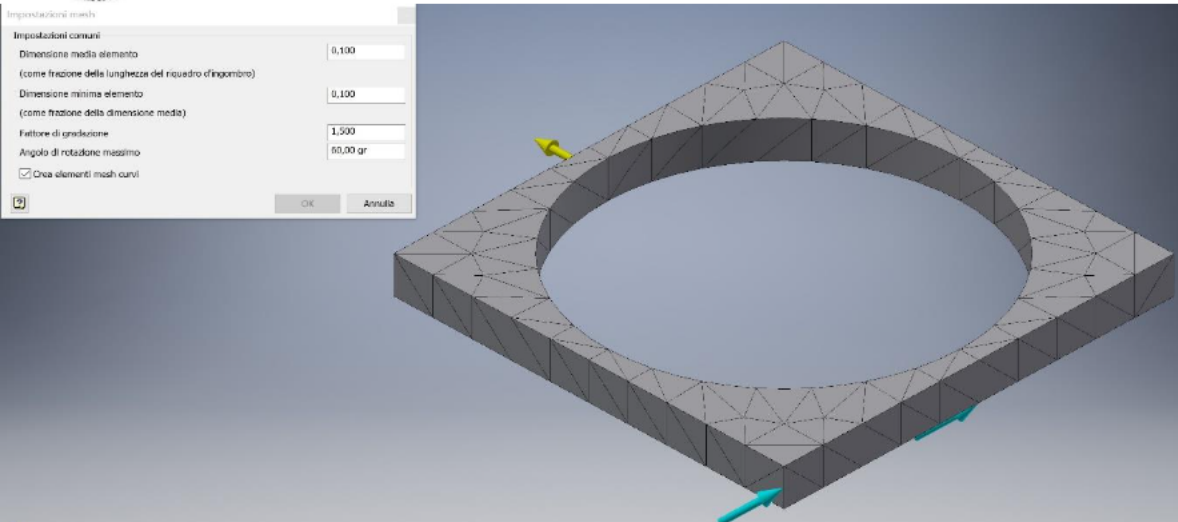 Impostazioni mesh
Impostazioni comuni
Dimensione media elemento 0,100
(come frazione della lunghezza del riquadro d'ingombro)
Dimensione minima elemento 0,100
(come frazione della dimensione media)
Fattore di gradazione 1,500
Angolo di rotazione massimo 60,00 gr
Crea elementi mesh curvi
? OK Annulla